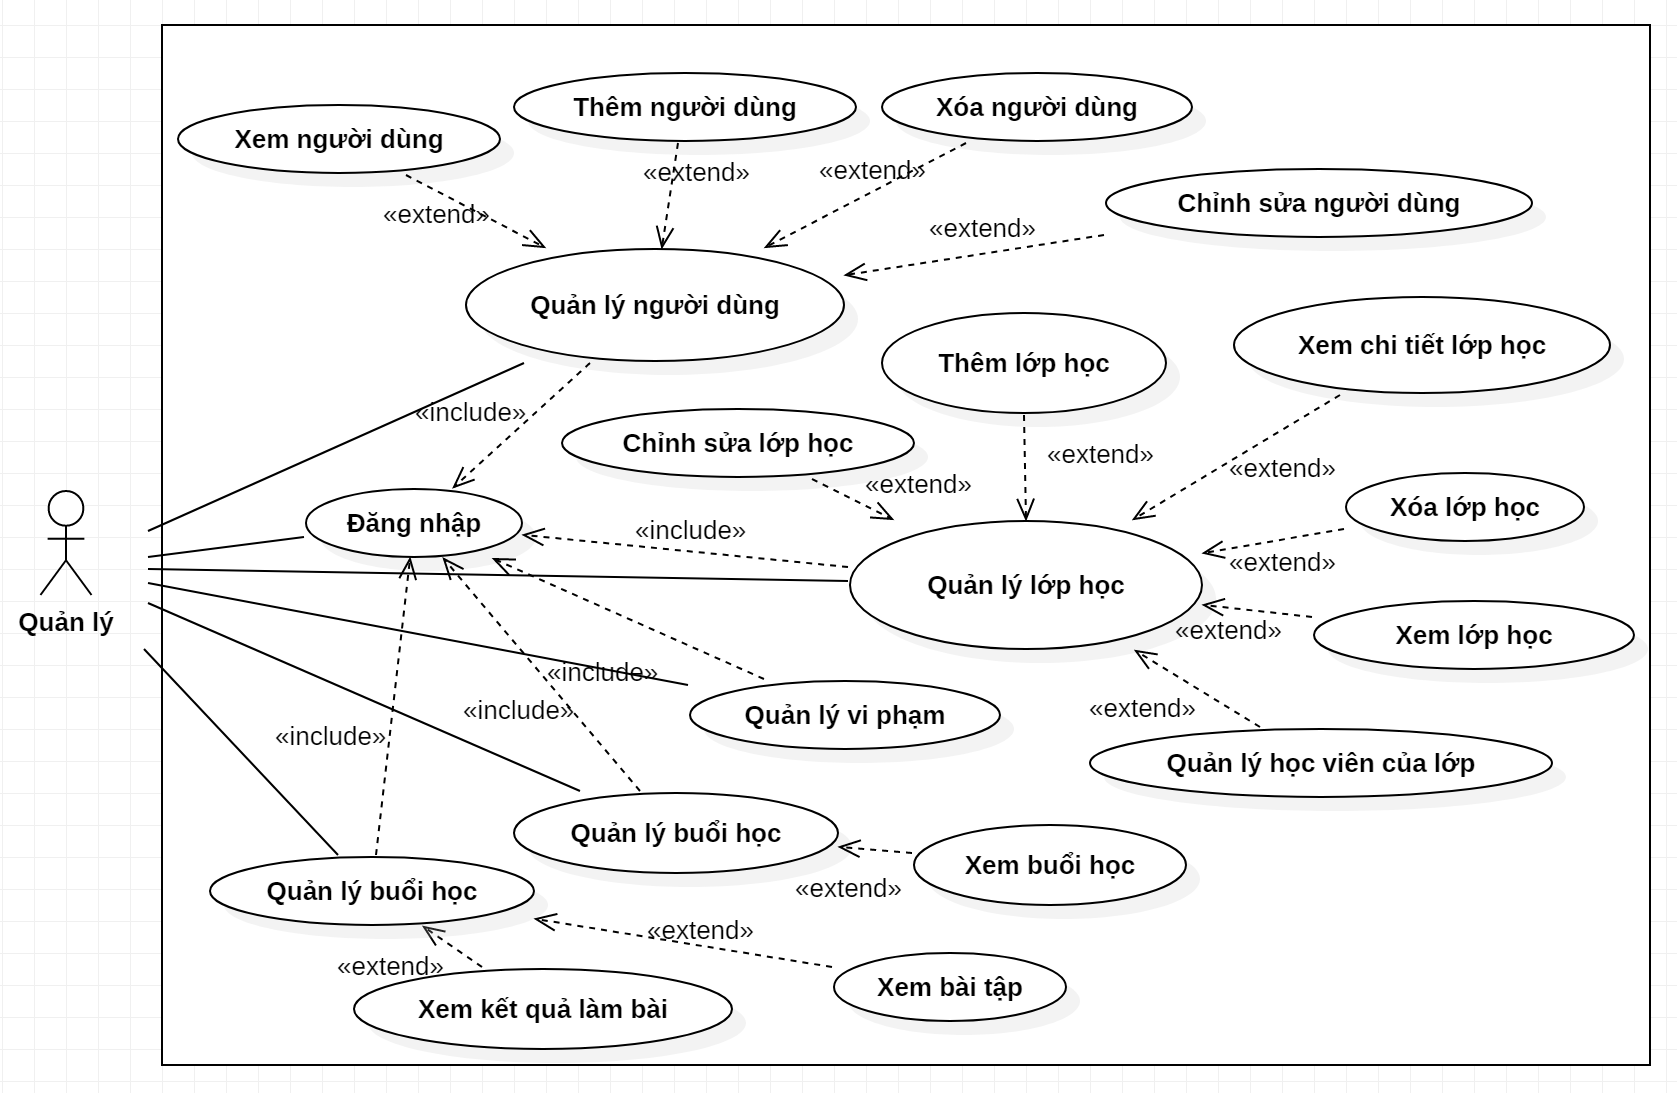 Thêm người dùng
Xóa người dùng
Xem người dùng
«extend»
«extend»
Chỉnh sửa người dùng
«extend»
«extend»
Quản lý người dùng
Thêm lớp học
Xem chi tiết lớp học
«include»
Chỉnh sửa lớp học
«extend»
«extend»
«extend»
Xóa lớp học
Đăng nhập
«include»
«extend»
Quản lý lớp học
Quản lý
«extend»
Xem lớp học
«include»
«include»
«extend»
Quản lý vi phạm
«include»
Quản lý học viên của lớp
Quản lý buổi học
Xem buổi học
«extend»
Quản lý buổi học
«extend»
«extend»
Xem bài tập
Xem kết quả làm bài